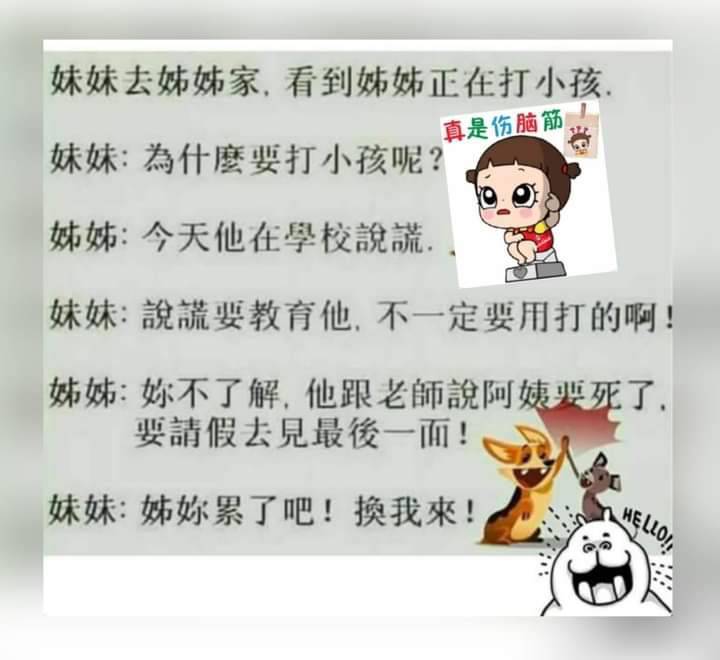 妹妹去姊姊家, 看到姊姊正在打小孩.
真是伤脑筋
妹妹: 為什麼要打小孩呢?
姊姊: 今天他在學校說謊.
妹妹: 說謊要教育他, 不一定要用打的啊!
姊姊: 妳不了解, 他跟老師說阿姨要死了,
要請假去見最後一面!
妹妹: 姊妳累了吧! 換我來!
HELLO!!